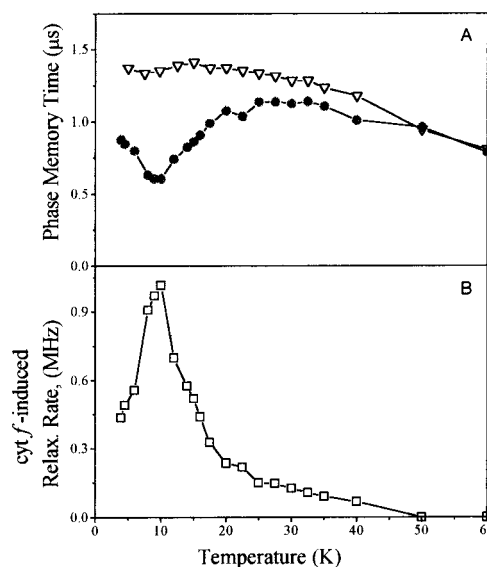 A
Phase Memory Time (μs)
1.5
1.0
0.5
0.0
B
cyt f-induced
Relax. Rate, (MHz)
0.9
0.6
0.3
0.0
0 10 20 30 40 50 60
Temperature (K)